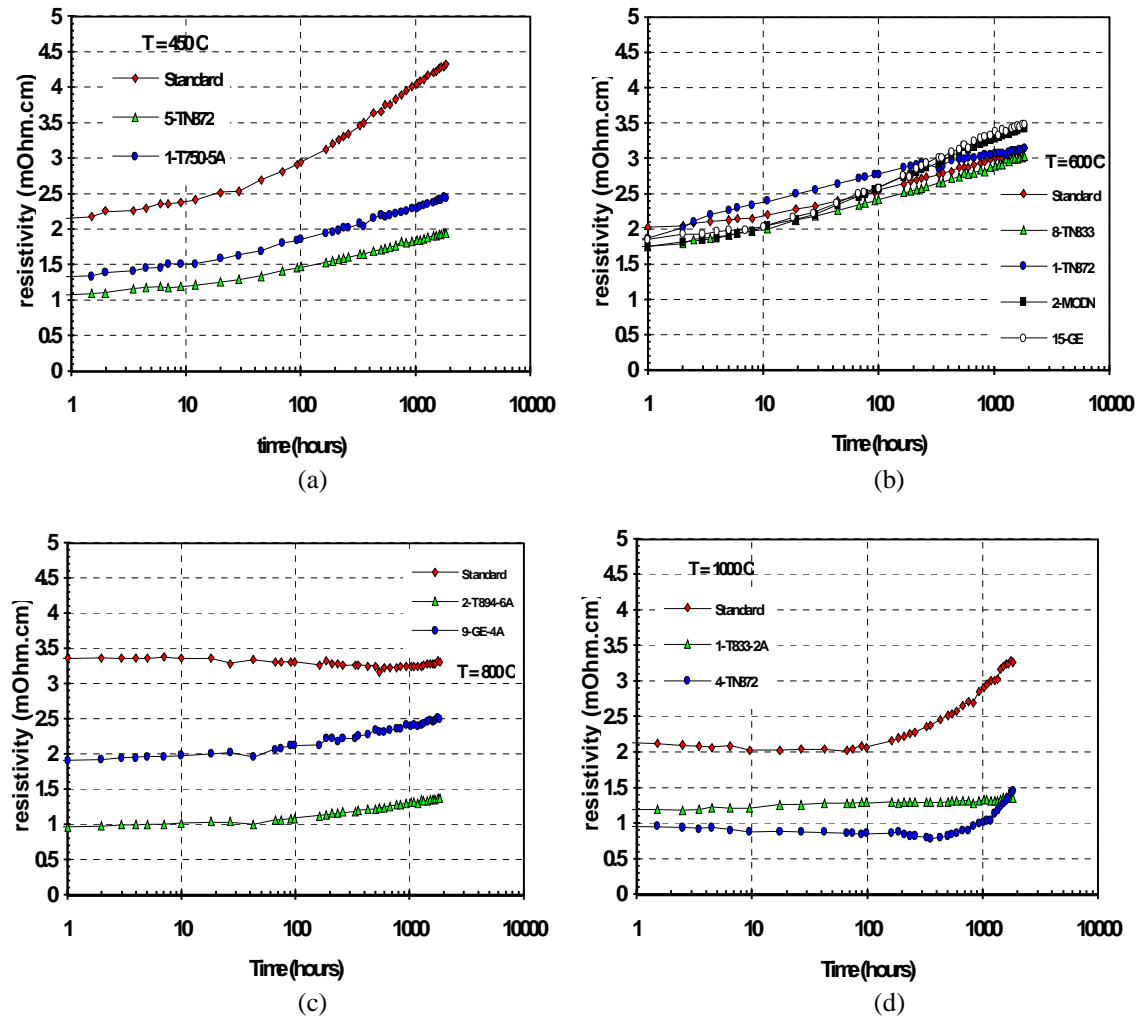 T = 450 C
Standard
5-TN872
1-T750-5A
resistivity (mOhm.cm)
5
4.5
4
3.5
3
2.5
2
1.5
1
0.5
0
1 10 100 1000 10000
time (hours)
(a)
T = 600 C
Standard
8-TN833
1-TN872
2-MODN
15-GE
resistivity (mOhm.cm)
5
4.5
4
3.5
3
2.5
2
1.5
1
0.5
0
1 10 100 1000 10000
Time (hours)
(b)
Standard
2-T894-6A
9-GE-4A
T = 800 C
resistivity (mOhm.cm)
5
4.5
4
3.5
3
2.5
2
1.5
1
0.5
0
1 10 100 1000 10000
Time (hours)
(c)
T = 1000 C
Standard
1-T833-2A
4-TN872
resistivity (mOhm.cm)
5
4.5
4
3.5
3
2.5
2
1.5
1
0.5
0
1 10 100 1000 10000
Time (hours)
(d)